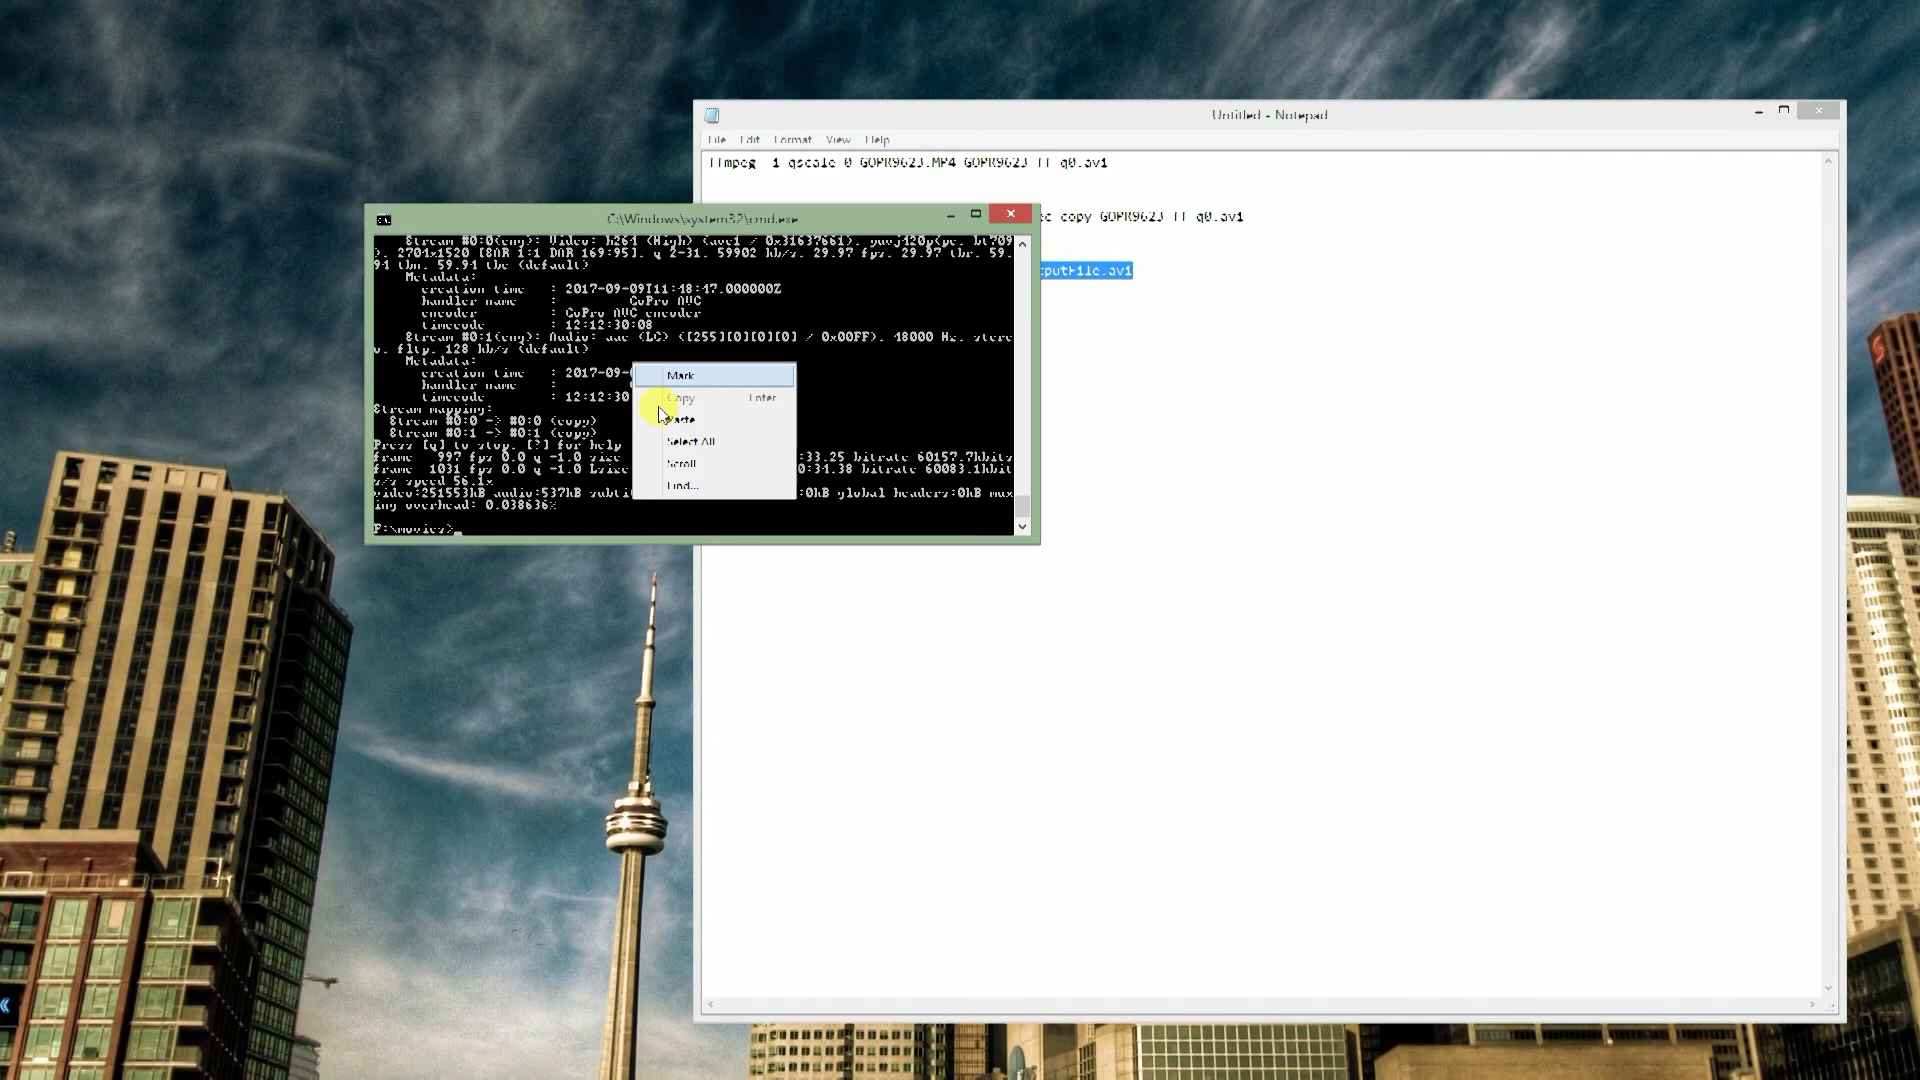 Untitled - Notepad
File Edit Format View Help
ffmpeg -i qscale 0 GOPR9623.MP4 GOPR9623 ff q0.avi
copy GOPR9623 ff q0.avi
C:\Windows\system32\cmd.exe
Stream #0:0(eng): Video: h264 (High) (avc1 / 0x31637661), yuvj420p(pc, bt709
), 2704x1520 [SAR 1:1 DAR 169:95], q=2-31, 59902 kb/s, 29.97 fps, 29.97 tbr, 59.
94 tbn, 59.94 tbc (default)
Metadata:
creation_time : 2017-09-09T11:48:47.000000Z
handler_name : GoPro AVC
encoder : GoPro AVC encoder
timecode : 12:12:30:08
Stream #0:1(eng): Audio: aac (LC) ([255][0][0][0] / 0x00FF), 48000 Hz, stere
o, fltp, 128 kb/s (default)
Metadata:
creation_time : 2017-09-
handler_name :
timecode : 12:12:30
Stream mapping:
Stream #0:0 -> #0:0 (copy)
Stream #0:1 -> #0:1 (copy)
Press [q] to stop, [?] for help
frame= 997 fps=0.0 q=-1.0 size :33.25 bitrate=60157.7kbits
frame= 1031 fps=0.0 q=-1.0 Lsize 0:34.38 bitrate=60083.1kbit
s/s speed=56.1x
video:251553kB audio:537kB subti :0kB global headers:0kB mux
ing overhead: 0.038636%
F:\movies>
Mark
Copy Enter
Paste
Select All
Scroll
Find...